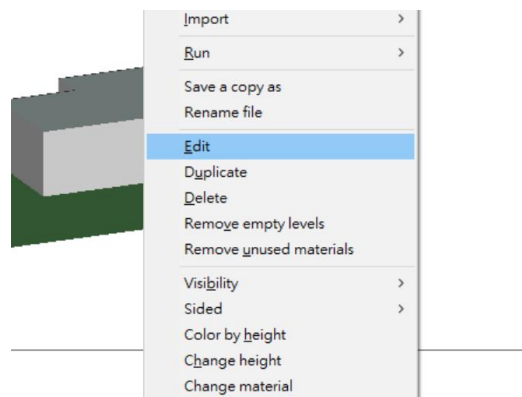 Import
Run
Save a copy as
Rename file
Edit
Duplicate
Delete
Remove empty levels
Remove unused materials
Visibility
Sided
Color by height
Change height
Change material